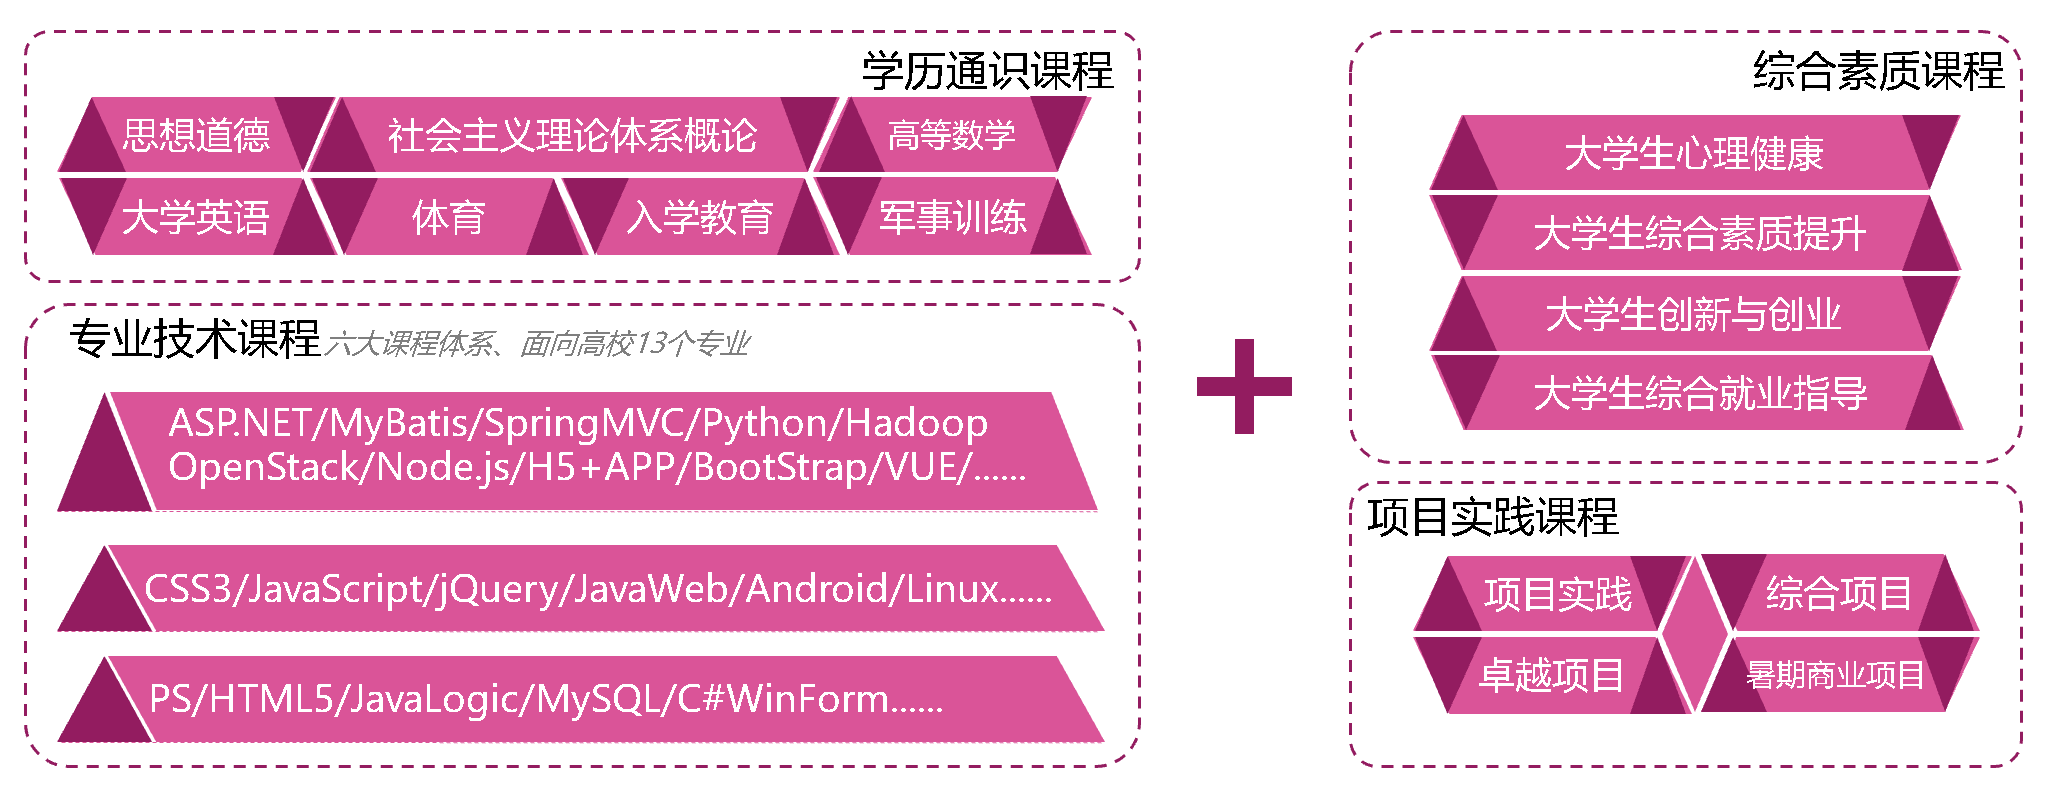 学历通识课程
思想道德
社会主义理论体系概论
高等数学
大学英语
体育
入学教育
军事训练
专业技术课程 六大课程体系、面向高校13个专业
ASP.NET/MyBatis/SpringMVC/Python/Hadoop
OpenStack/Node.js/H5+APP/BootStrap/VUE/......
CSS3/JavaScript/jQuery/JavaWeb/Android/Linux......
PS/HTML5/JavaLogic/MySQL/C#WinForm......
+
综合素质课程
大学生心理健康
大学生综合素质提升
大学生创新与创业
大学生综合就业指导
项目实践课程
项目实践
综合项目
卓越项目
暑期商业项目